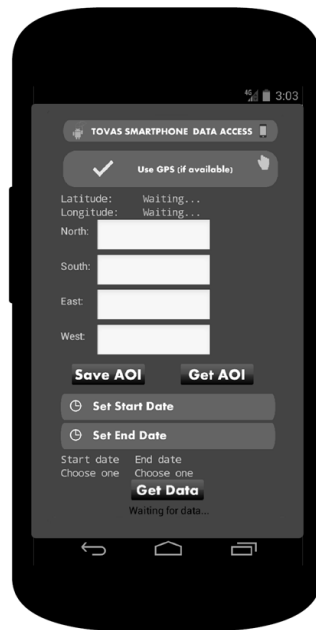 4G 3:03
TOVAS SMARTPHONE DATA ACCESS
Use GPS (if available)
Latitude: Waiting...
Longitude: Waiting...
North:
South:
East:
West:
Save AOI Get AOI
Set Start Date
Set End Date
Start date End date
Choose one Choose one
Get Data
Waiting for data...